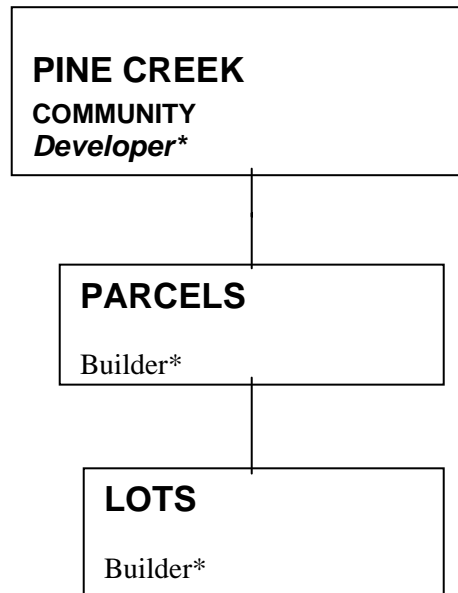 PINE CREEK
COMMUNITY
Developer*
PARCELS
Builder*
LOTS
Builder*